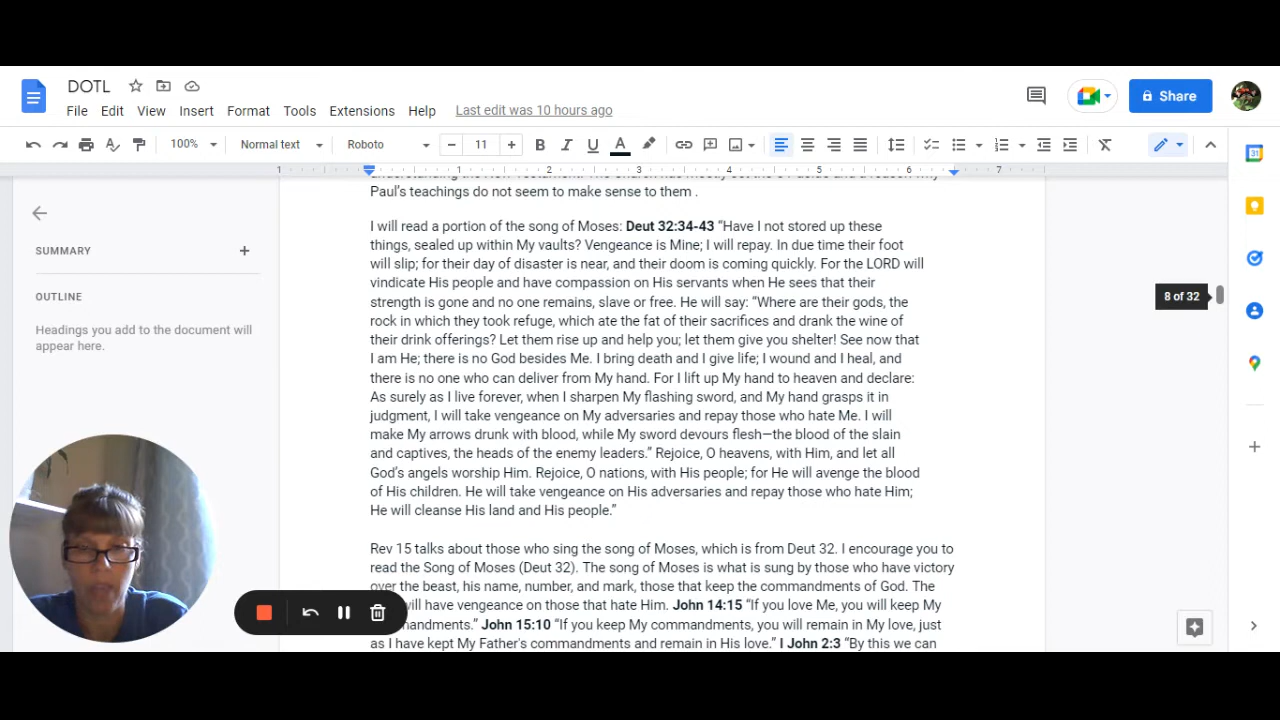 DOTL
File Edit View Insert Format Tools Extensions Help Last edit was 10 hours ago
Share
100% Normal text Roboto 11
1 1 2 3 4 5 6 7
Paul's teachings do not seem to make sense to them .
SUMMARY
OUTLINE
Headings you add to the document will
appear here.
I will read a portion of the song of Moses: Deut 32:34-43 “Have I not stored up these
things, sealed up within My vaults? Vengeance is Mine; I will repay. In due time their foot
will slip; for their day of disaster is near, and their doom is coming quickly. For the LORD will
vindicate His people and have compassion on His servants when He sees that their
strength is gone and no one remains, slave or free. He will say: “Where are their gods, the
rock in which they took refuge, which ate the fat of their sacrifices and drank the wine of
their drink offerings? Let them rise up and help you; let them give you shelter! See now that
I am He; there is no God besides Me. I bring death and I give life; I wound and I heal, and
there is no one who can deliver from My hand. For I lift up My hand to heaven and declare:
As surely as I live forever, when I sharpen My flashing sword, and My hand grasps it in
judgment, I will take vengeance on My adversaries and repay those who hate Me. I will
make My arrows drunk with blood, while My sword devours flesh—the blood of the slain
and captives, the heads of the enemy leaders.” Rejoice, O heavens, with Him, and let all
God's angels worship Him. Rejoice, O nations, with His people; for He will avenge the blood
of His children. He will take vengeance on His adversaries and repay those who hate Him;
He will cleanse His land and His people.”
Rev 15 talks about those who sing the song of Moses, which is from Deut 32. I encourage you to
read the Song of Moses (Deut 32). The song of Moses is what is sung by those who have victory
over the beast, his name, number, and mark, those that keep the commandments of God. The
will have vengeance on those that hate Him. John 14:15 “If you love Me, you will keep My
mandments.” John 15:10 “If you keep My commandments, you will remain in My love, just
as I have kept My Father's commandments and remain in His love.” I John 2:3 “By this we can
8 of 32
31